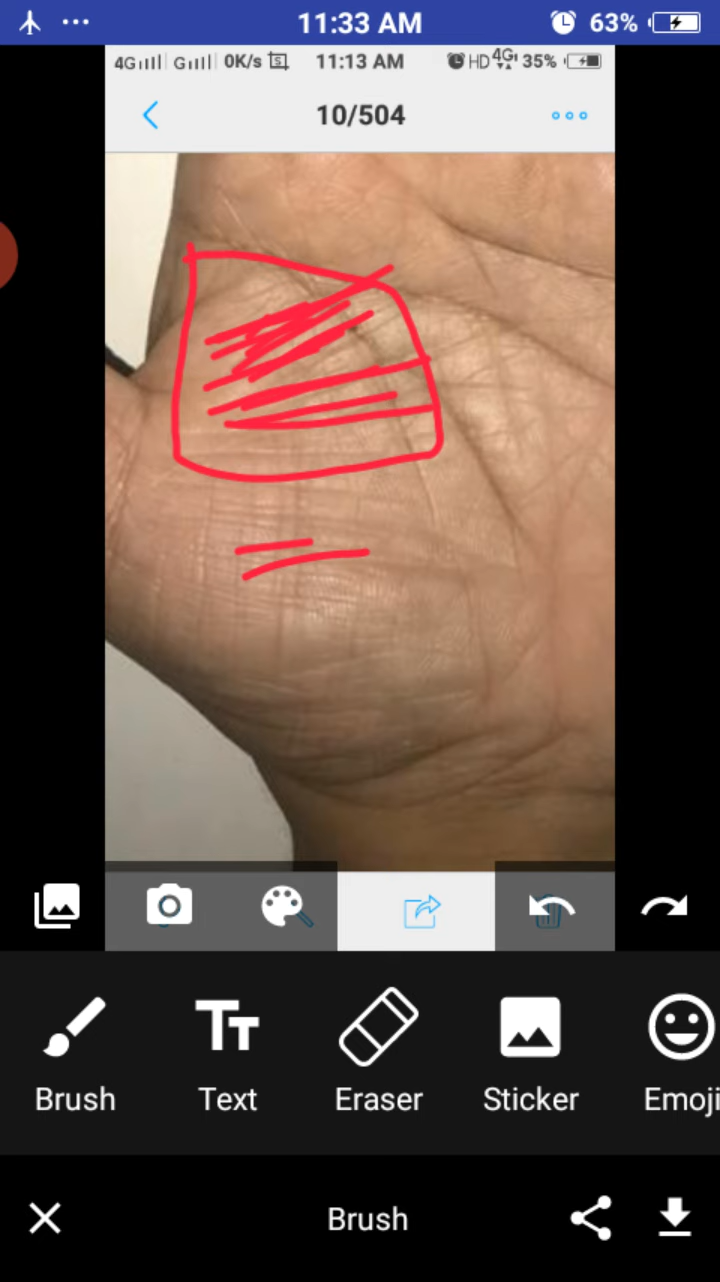 11:33 AM 63%
4G G 0K/s S 11:13 AM HD 4G 35%
10/504
Brush Text Eraser Sticker Emoji
Brush